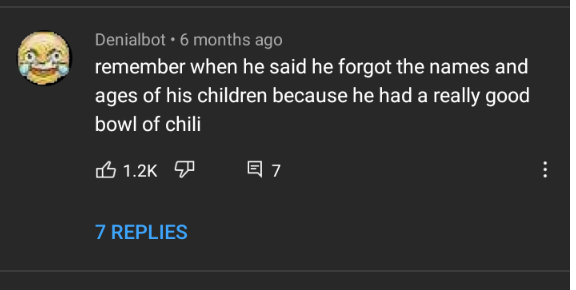 Denialbot • 6 months ago
remember when he said he forgot the names and
ages of his children because he had a really good
bowl of chili
1.2K 7
7 REPLIES